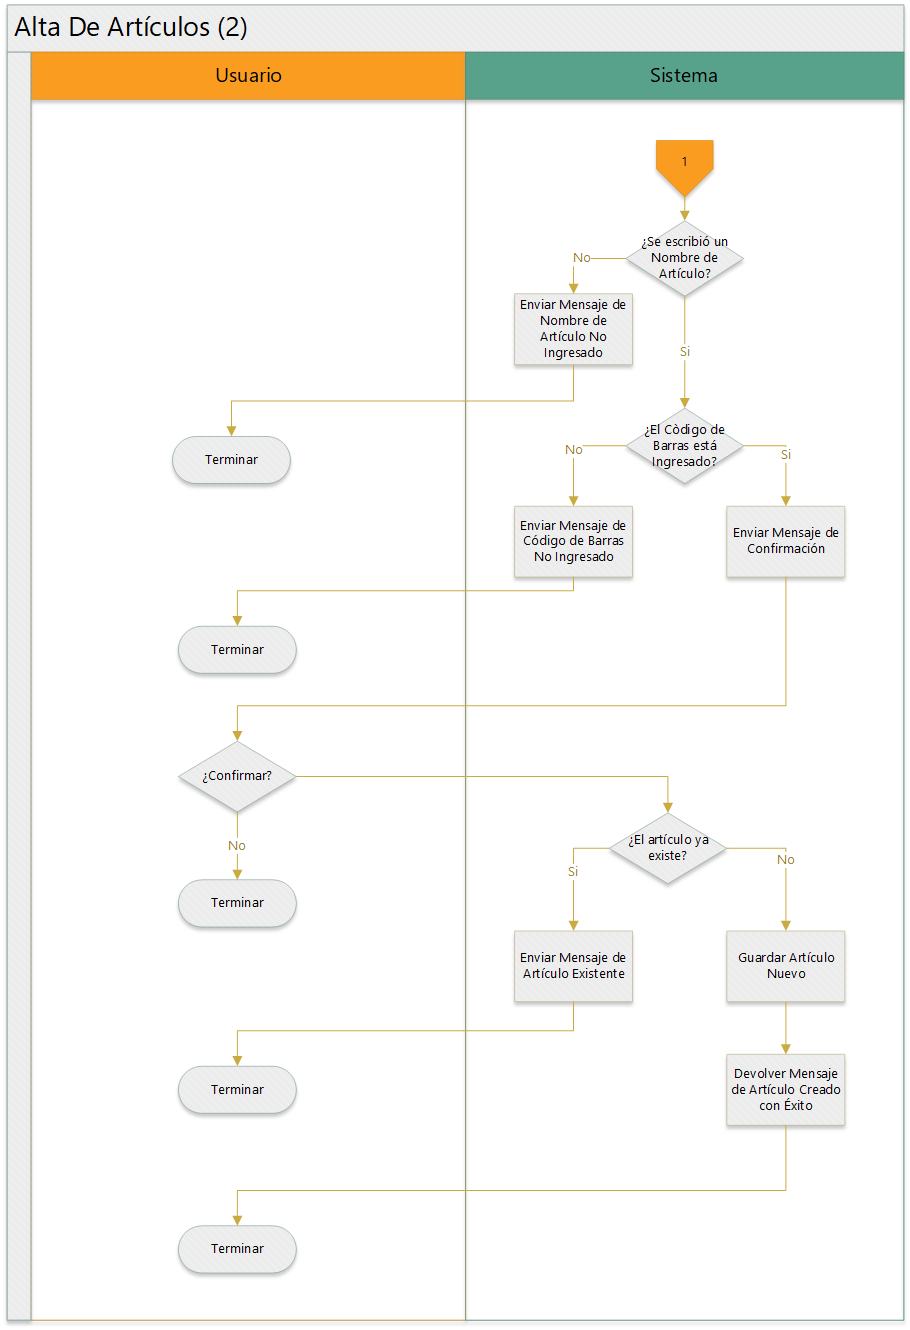 Alta De Artículos (2)
Usuario
Sistema
1
¿Se escribió un
Nombre de
Artículo?
No
Enviar Mensaje de
Nombre de
Artículo No
Ingresado
Si
Terminar
¿El Còdigo de
Barras está
Ingresado?
No
Si
Enviar Mensaje de
Código de Barras
No Ingresado
Enviar Mensaje de
Confirmación
Terminar
¿Confirmar?
No
¿El artículo ya
existe?
Si
No
Terminar
Enviar Mensaje de
Artículo Existente
Guardar Artículo
Nuevo
Terminar
Devolver Mensaje
de Artículo Creado
con Éxito
Terminar